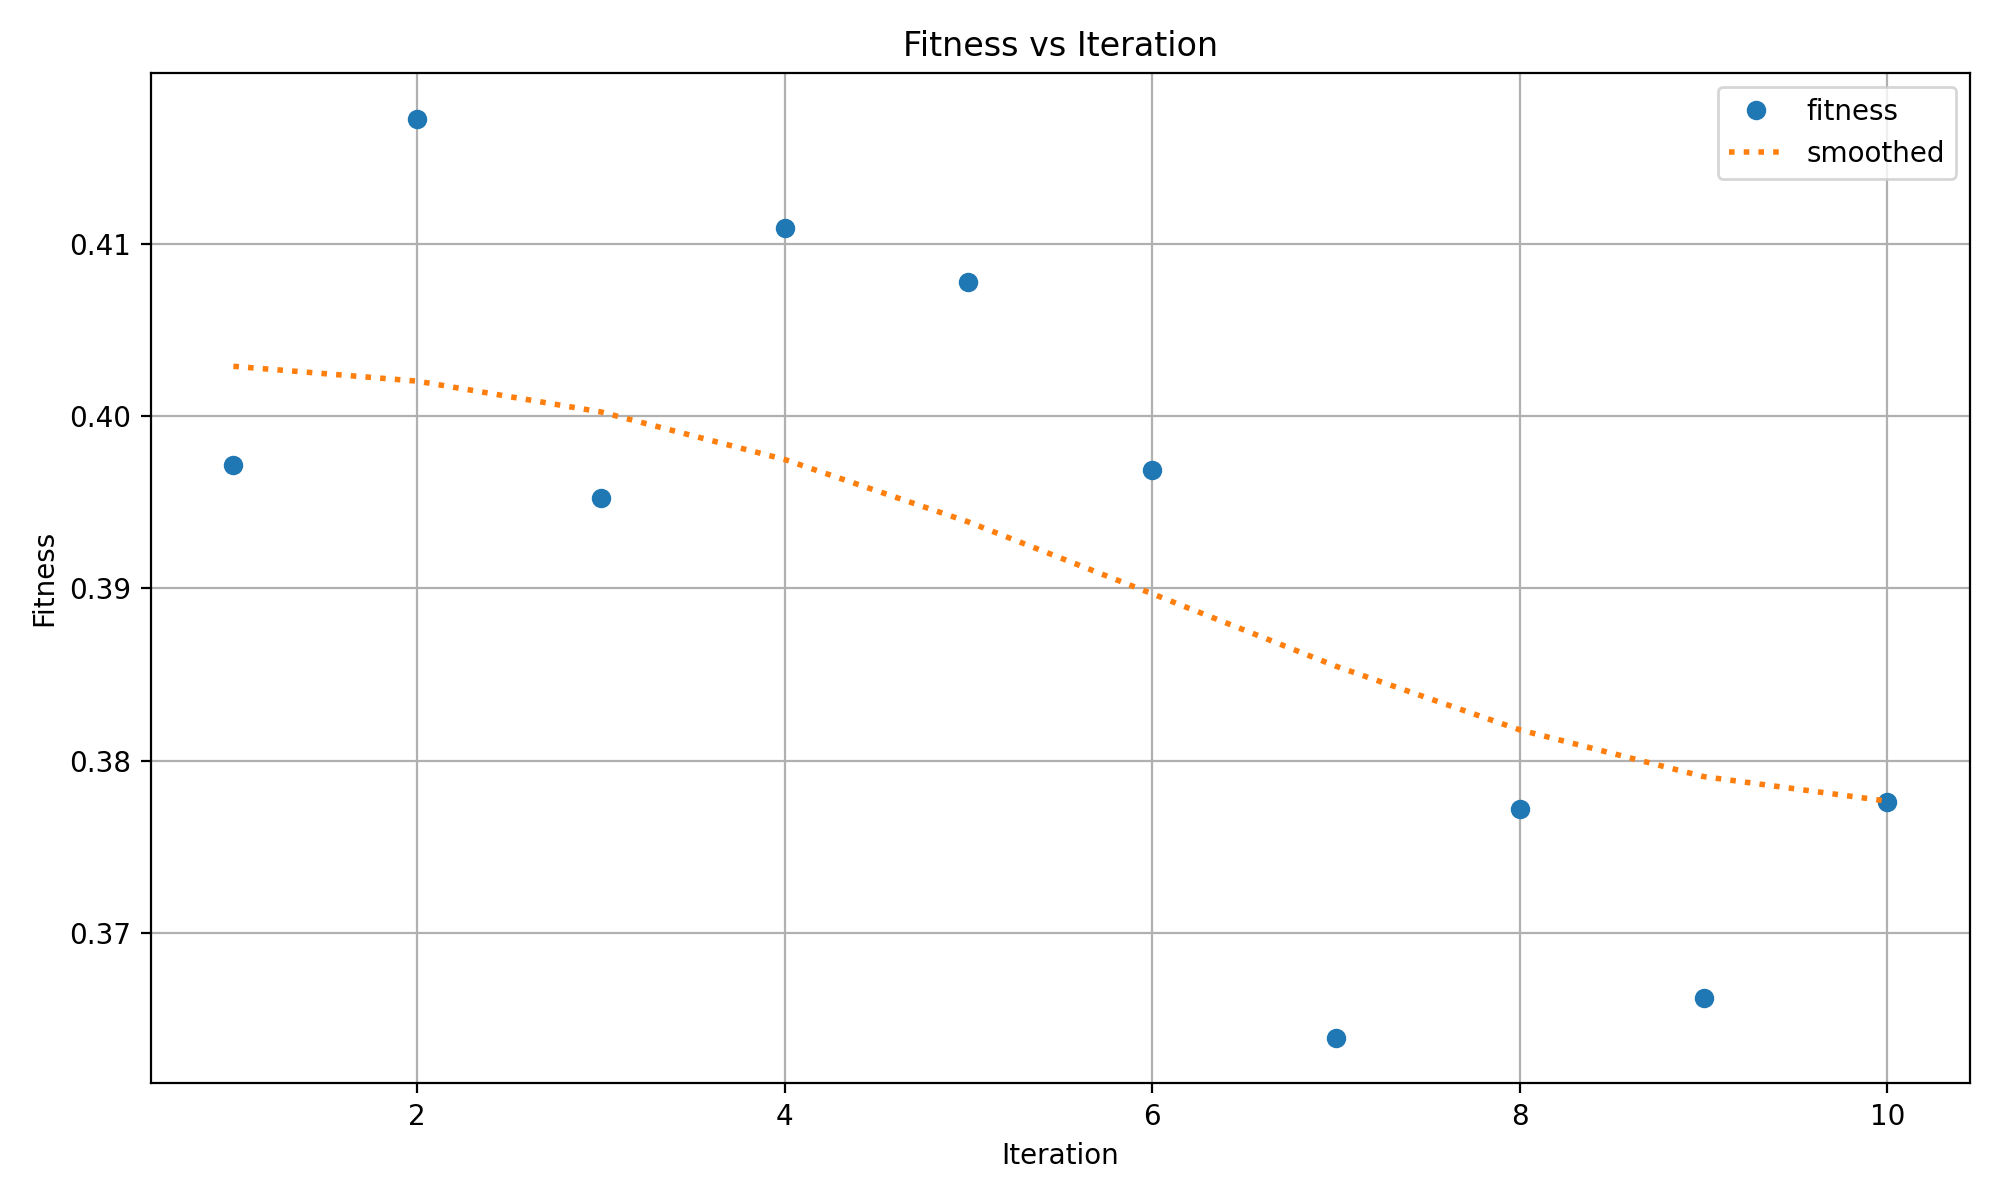 Fitness vs Iteration
fitness
smoothed
0.41
0.40
0.39
0.38
0.37
Fitness
2 4 6 8 10
Iteration